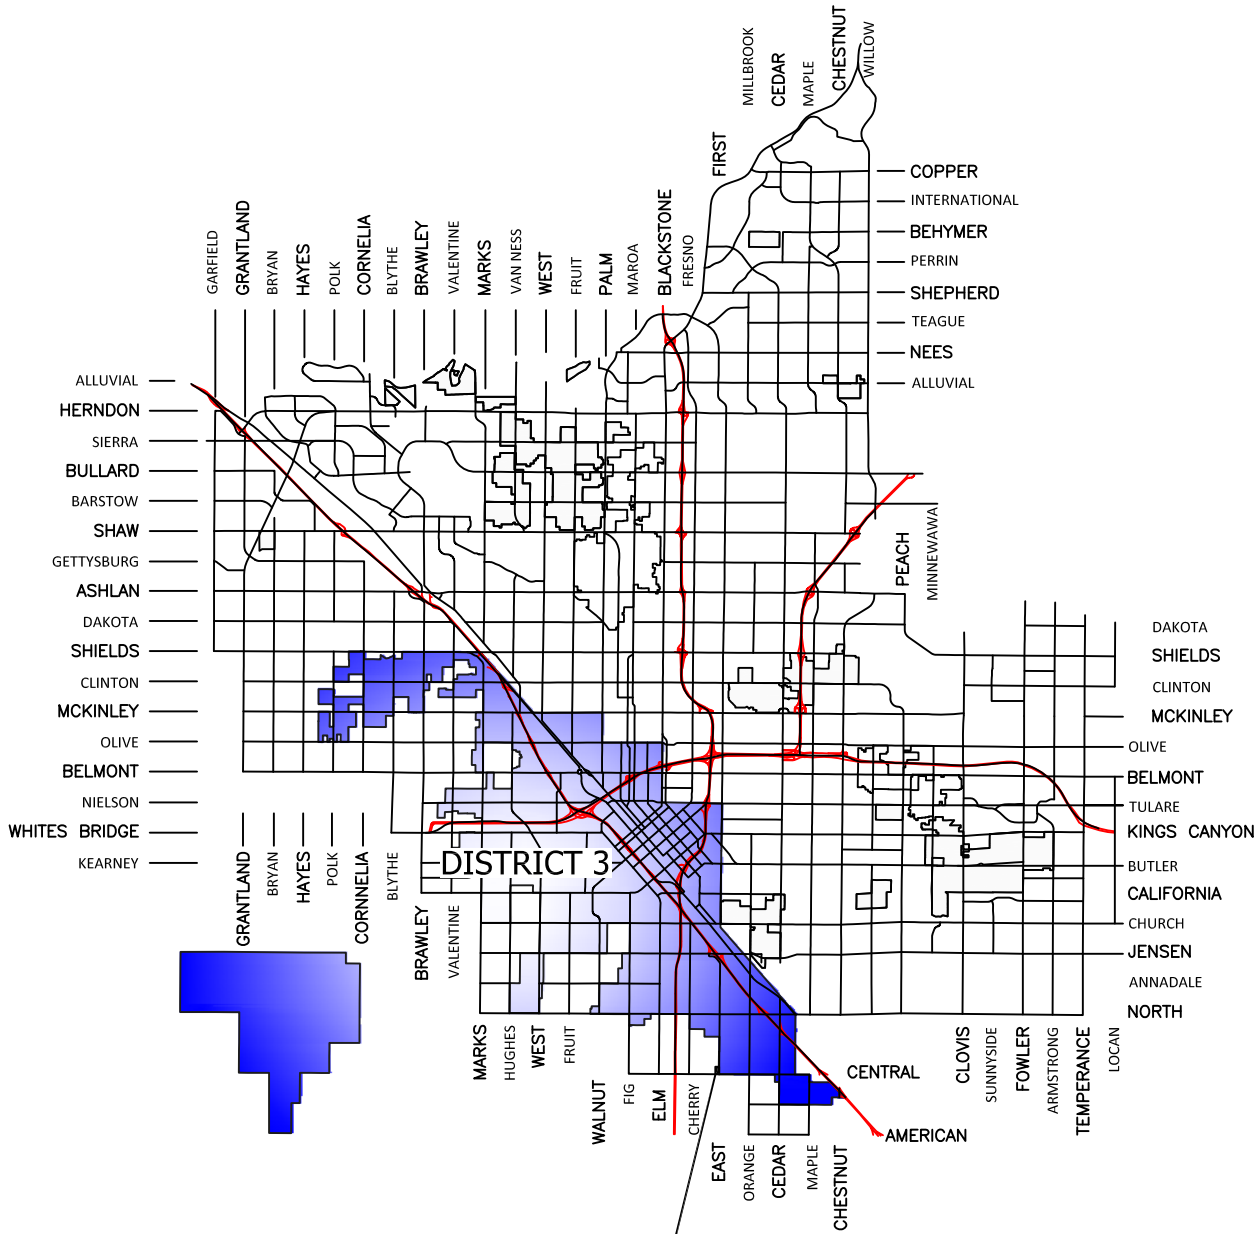 MILLBROOK
CEDAR
MAPLE
CHESTNUT
WILLOW
FIRST
COPPER
INTERNATIONAL
BEHYMER
PERRIN
SHEPHERD
TEAGUE
NEES
ALLUVIAL
GARFIELD
GRANTLAND
BRYAN
HAYES
POLK
CORNELIA
BLYTHE
BRAWLEY
VALENTINE
MARKS
VAN NESS
WEST
FRUIT
PALM
MAROA
BLACKSTONE
FRESNO
ALLUVIAL
HERNDON
SIERRA
BULLARD
BARSTOW
SHAW
GETTYSBURG
ASHLAN
DAKOTA
SHIELDS
CLINTON
MCKINLEY
OLIVE
BELMONT
NIELSON
WHITES BRIDGE
KEARNEY
PEACH
MINNEWAWA
DAKOTA
SHIELDS
CLINTON
MCKINLEY
OLIVE
BELMONT
TULARE
KINGS CANYON
BUTLER
CALIFORNIA
CHURCH
JENSEN
ANNADALE
NORTH
DISTRICT 3
GRANTLAND
BRYAN
HAYES
POLK
CORNELIA
BLYTHE
BRAWLEY
VALENTINE
MARKS
HUGHES
WEST
FRUIT
WALNUT
FIG
ELM
CHERRY
EAST
ORANGE
CEDAR
MAPLE
CHESTNUT
CENTRAL
AMERICAN
CLOVIS
SUNNYSIDE
FOWLER
ARMSTRONG
TEMPERANCE
LOCAN